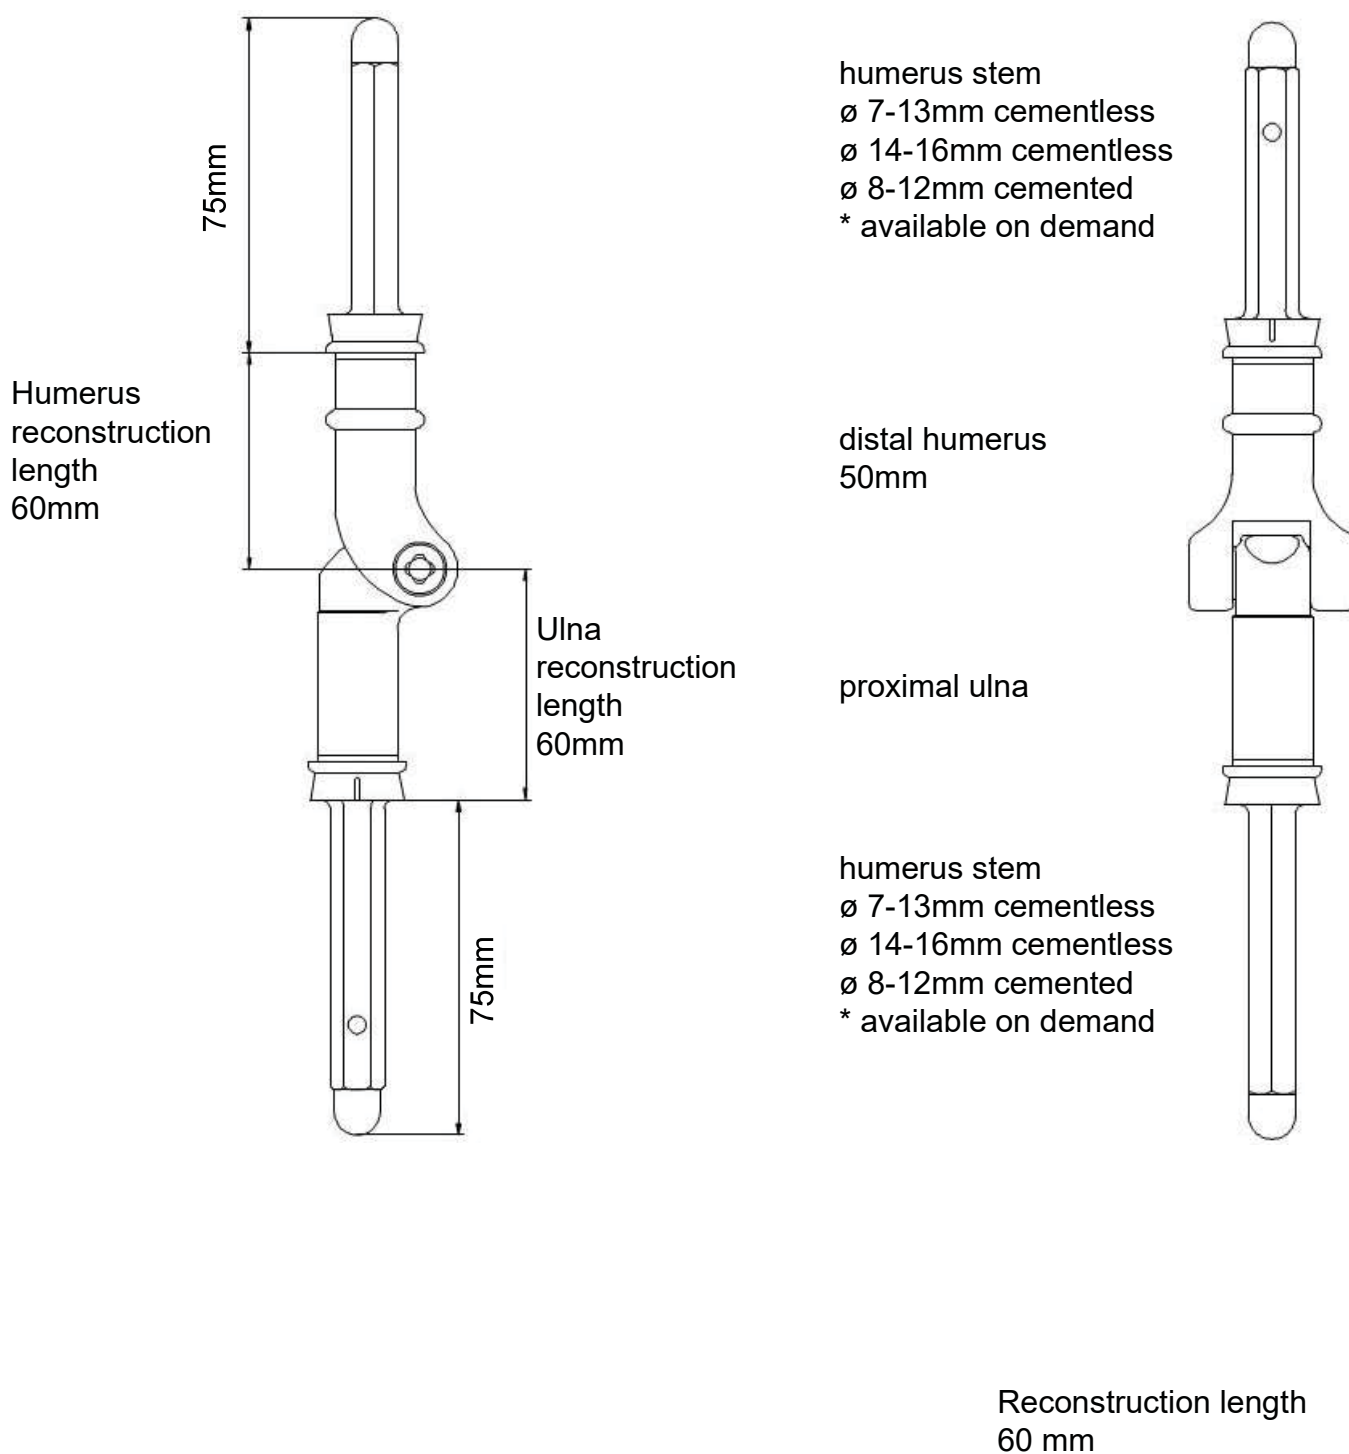 75mm
Humerus
reconstruction
length
60mm
Ulna
reconstruction
length
60mm
75mm
humerus stem
ø 7-13mm cementless
ø 14-16mm cementless
ø 8-12mm cemented
* available on demand
distal humerus
50mm
proximal ulna
humerus stem
ø 7-13mm cementless
ø 14-16mm cementless
ø 8-12mm cemented
* available on demand
Reconstruction length
60 mm